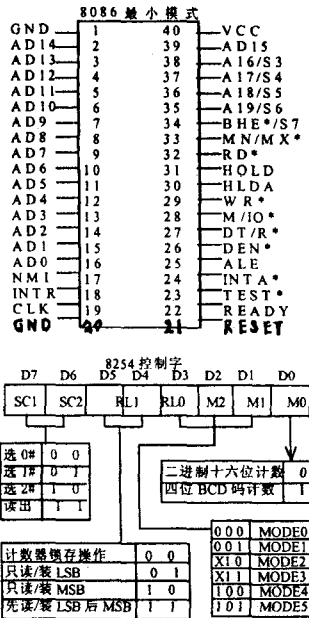 8086 最小模式
GND 1 40 VCC
AD14 2 39 AD15
AD13 3 38 A16/S3
AD12 4 37 A17/S4
AD11 5 36 A18/S5
AD10 6 35 A19/S6
AD9 7 34 BHE*/S7
AD8 8 33 MN/MX*
AD7 9 32 RD*
AD6 10 31 HOLD
AD5 11 30 HLDA
AD4 12 29 WR*
AD3 13 28 M/IO*
AD2 14 27 DT/R*
AD1 15 26 DEN*
AD0 16 25 ALE
NMI 17 24 INTA*
INTR 18 23 TEST*
CLK 19 22 READY
GND 20 21 RESET
8254 控制字
D7 D6 D5 D4 D3 D2 D1 D0
SC1 SC2 RL1 RL0 M2 M1 M0
选 0# 0 0
选 1# 0 1
选 2# 1 0
读出 1 1
二进制十六位计数 0
四位 BCD 码计数 1
计数器锁存操作 0 0
只读/装 LSB 0 1
只读/装 MSB 1 0
先读/装 LSB 后 MSB 1 1
000 MODE0
001 MODE1
X10 MODE2
X11 MODE3
100 MODE4
101 MODE5